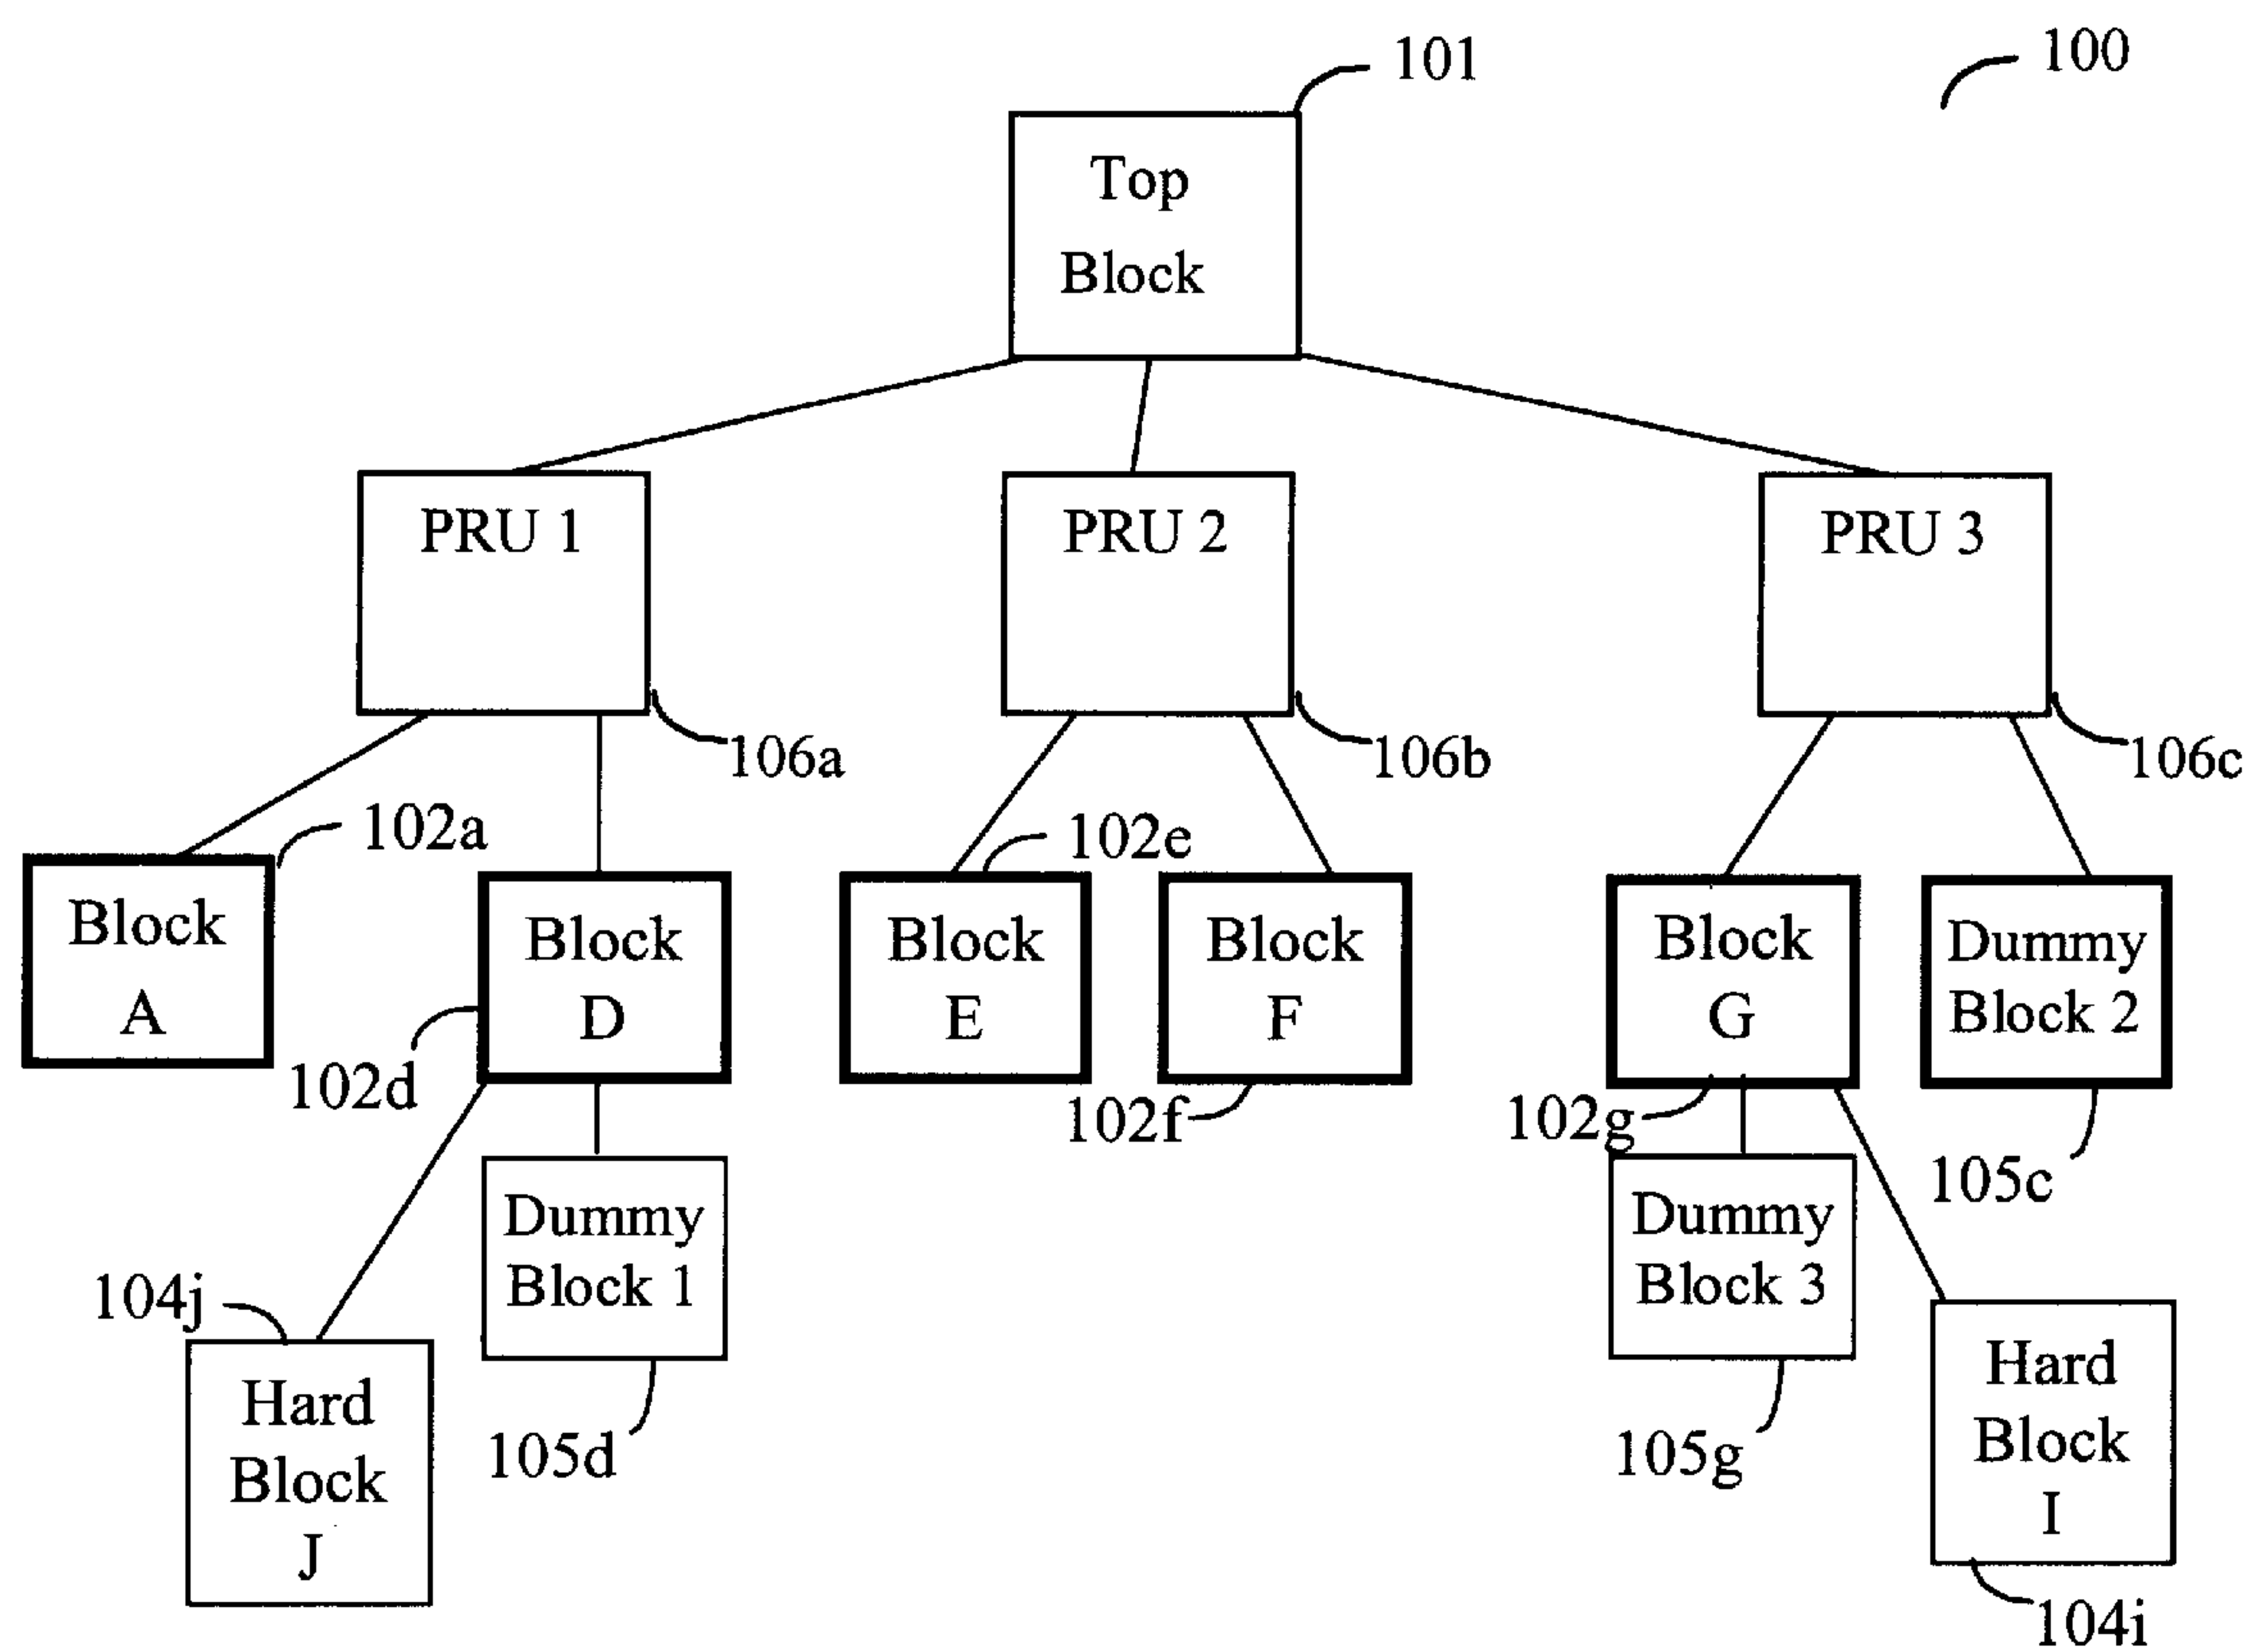 101
100
Top
Block
PRU 1
PRU 2
PRU 3
106a
106b
106c
102a
102e
Block
A
Block
D
Block
E
Block
F
Block
G
Dummy
Block 2
102d
102f
102g
105c
Dummy
Block 1
Dummy
Block 3
104j
Hard
Block
J
Hard
Block
I
105d
105g
104i